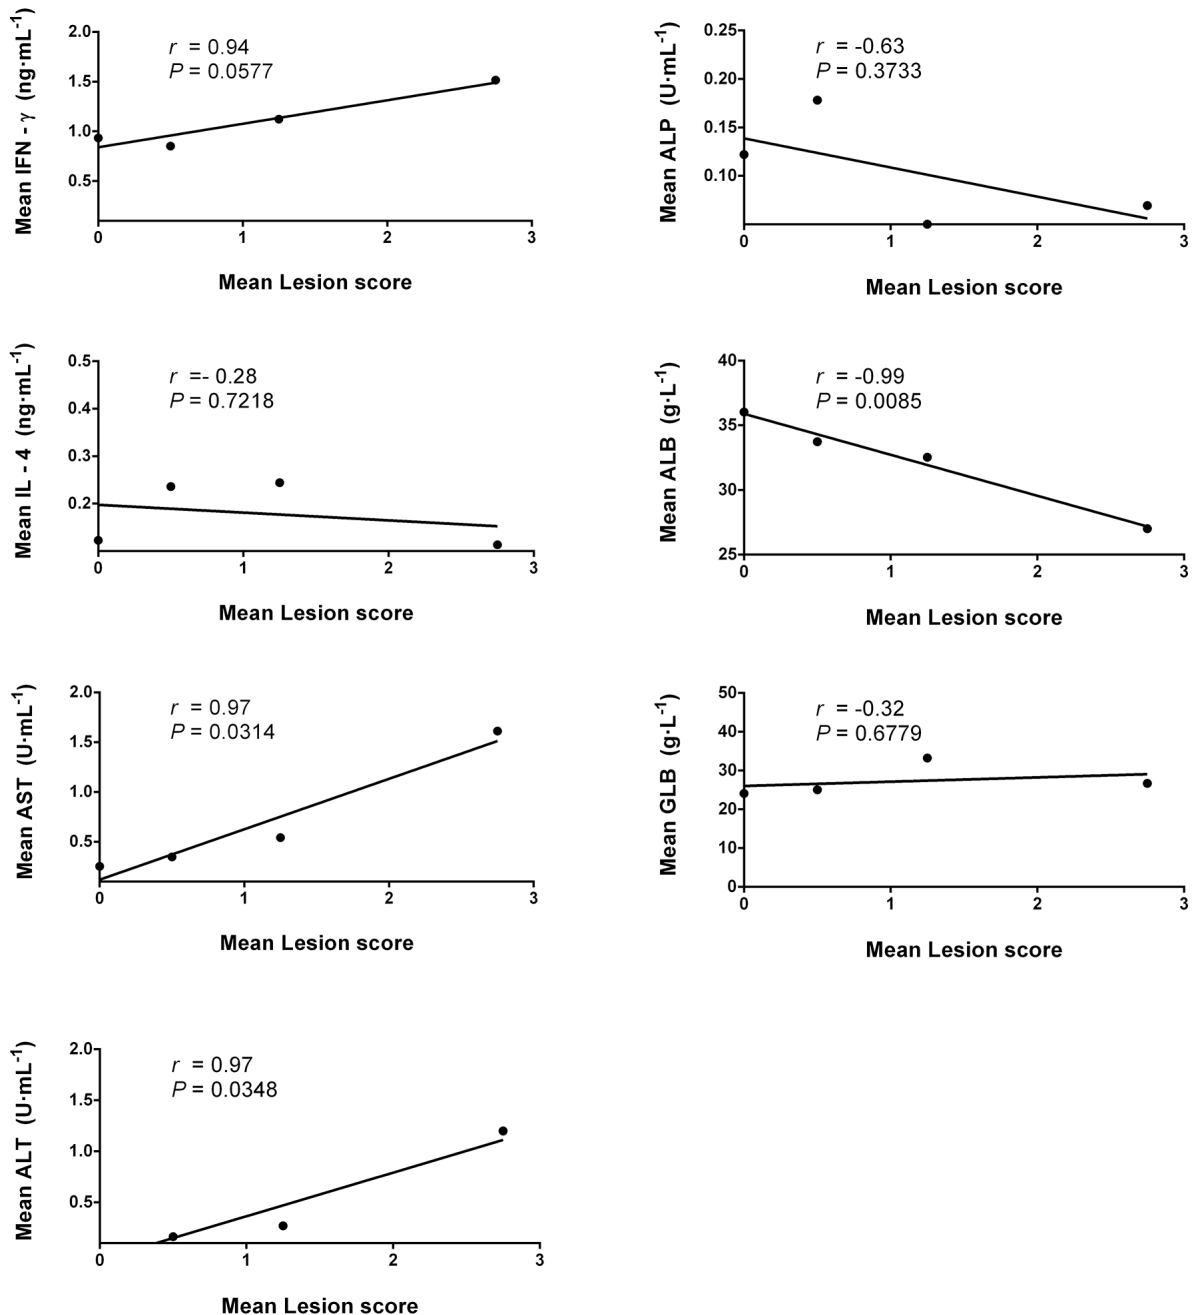 Mean IFN - γ (ng·mL⁻¹)
2.0
1.5
1.0
0.5
r = 0.94
P = 0.0577
0 1 2 3
Mean Lesion score
Mean ALP (U·mL⁻¹)
0.25
0.20
0.15
0.10
r = -0.63
P = 0.3733
0 1 2 3
Mean Lesion score
Mean IL - 4 (ng·mL⁻¹)
0.5
0.4
0.3
0.2
r =- 0.28
P = 0.7218
0 1 2 3
Mean Lesion score
Mean ALB (g·L⁻¹)
40
35
30
25
r = -0.99
P = 0.0085
0 1 2 3
Mean Lesion score
Mean AST (U·mL⁻¹)
2.0
1.5
1.0
0.5
r = 0.97
P = 0.0314
0 1 2 3
Mean Lesion score
Mean GLB (g·L⁻¹)
50
40
30
20
10
0
r = -0.32
P = 0.6779
0 1 2 3
Mean Lesion score
Mean ALT (U·mL⁻¹)
2.0
1.5
1.0
0.5
r = 0.97
P = 0.0348
0 1 2 3
Mean Lesion score